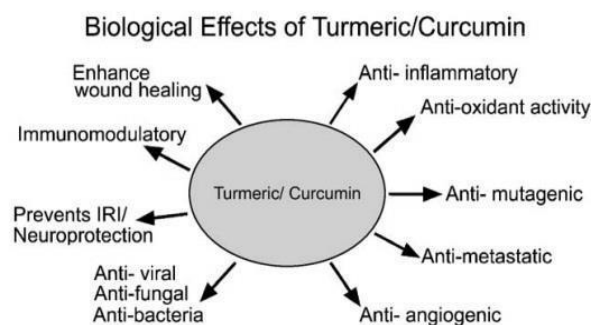 Biological Effects of Turmeric/Curcumin
Enhance
wound healing
Anti- inflammatory
Anti-oxidant activity
Immunomodulatory
Turmeric/ Curcumin
Anti- mutagenic
Prevents IRI/
Neuroprotection
Anti-metastatic
Anti- viral
Anti-fungal
Anti-bacteria
Anti- angiogenic